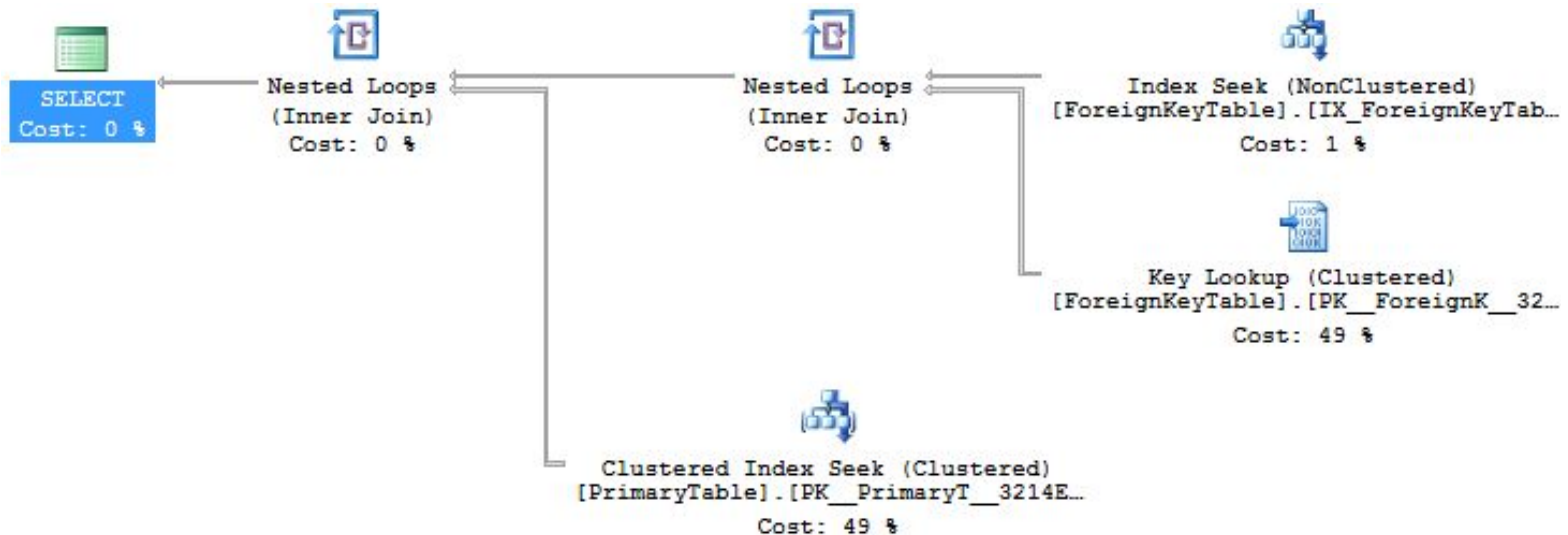 SELECT
Cost: 0 %
Nested Loops
(Inner Join)
Cost: 0 %
Nested Loops
(Inner Join)
Cost: 0 %
Index Seek (NonClustered)
[ForeignKeyTable].[IX_ForeignKeyTab…
Cost: 1 %
Key Lookup (Clustered)
[ForeignKeyTable].[PK__ForeignK__32…
Cost: 49 %
Clustered Index Seek (Clustered)
[PrimaryTable].[PK__PrimaryT__3214E…
Cost: 49 %